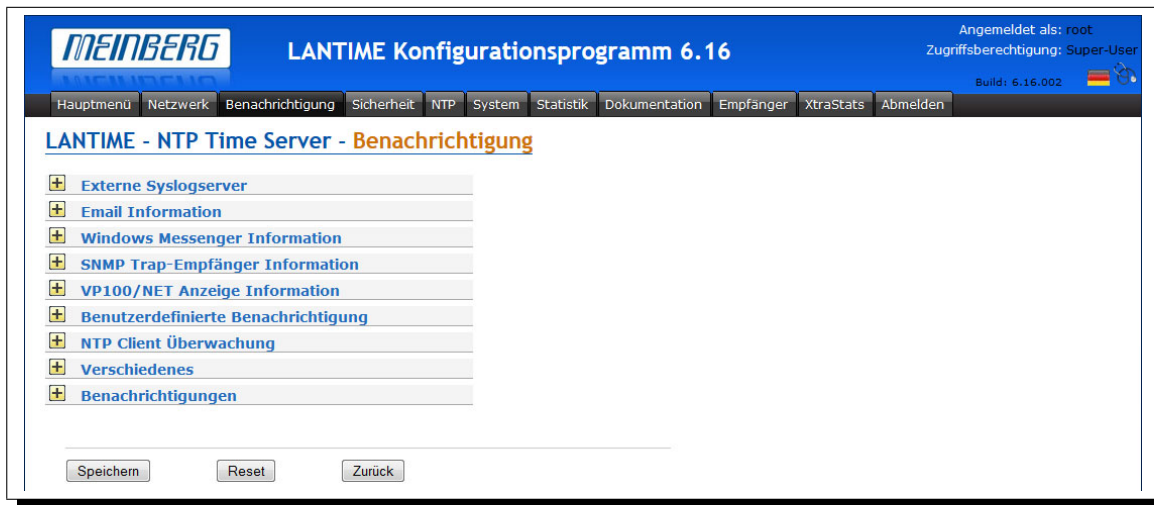 MEINBERG
LANTIME Konfigurationsprogramm 6.16
Angemeldet als: root
Zugriffsberechtigung: Super-User
Build: 6.16.002
Hauptmenü Netzwerk Benachrichtigung Sicherheit NTP System Statistik Dokumentation Empfänger XtraStats Abmelden
LANTIME - NTP Time Server - Benachrichtigung
Externe Syslogserver
Email Information
Windows Messenger Information
SNMP Trap-Empfänger Information
VP100/NET Anzeige Information
Benutzerdefinierte Benachrichtigung
NTP Client Überwachung
Verschiedenes
Benachrichtigungen
Speichern Reset Zurück